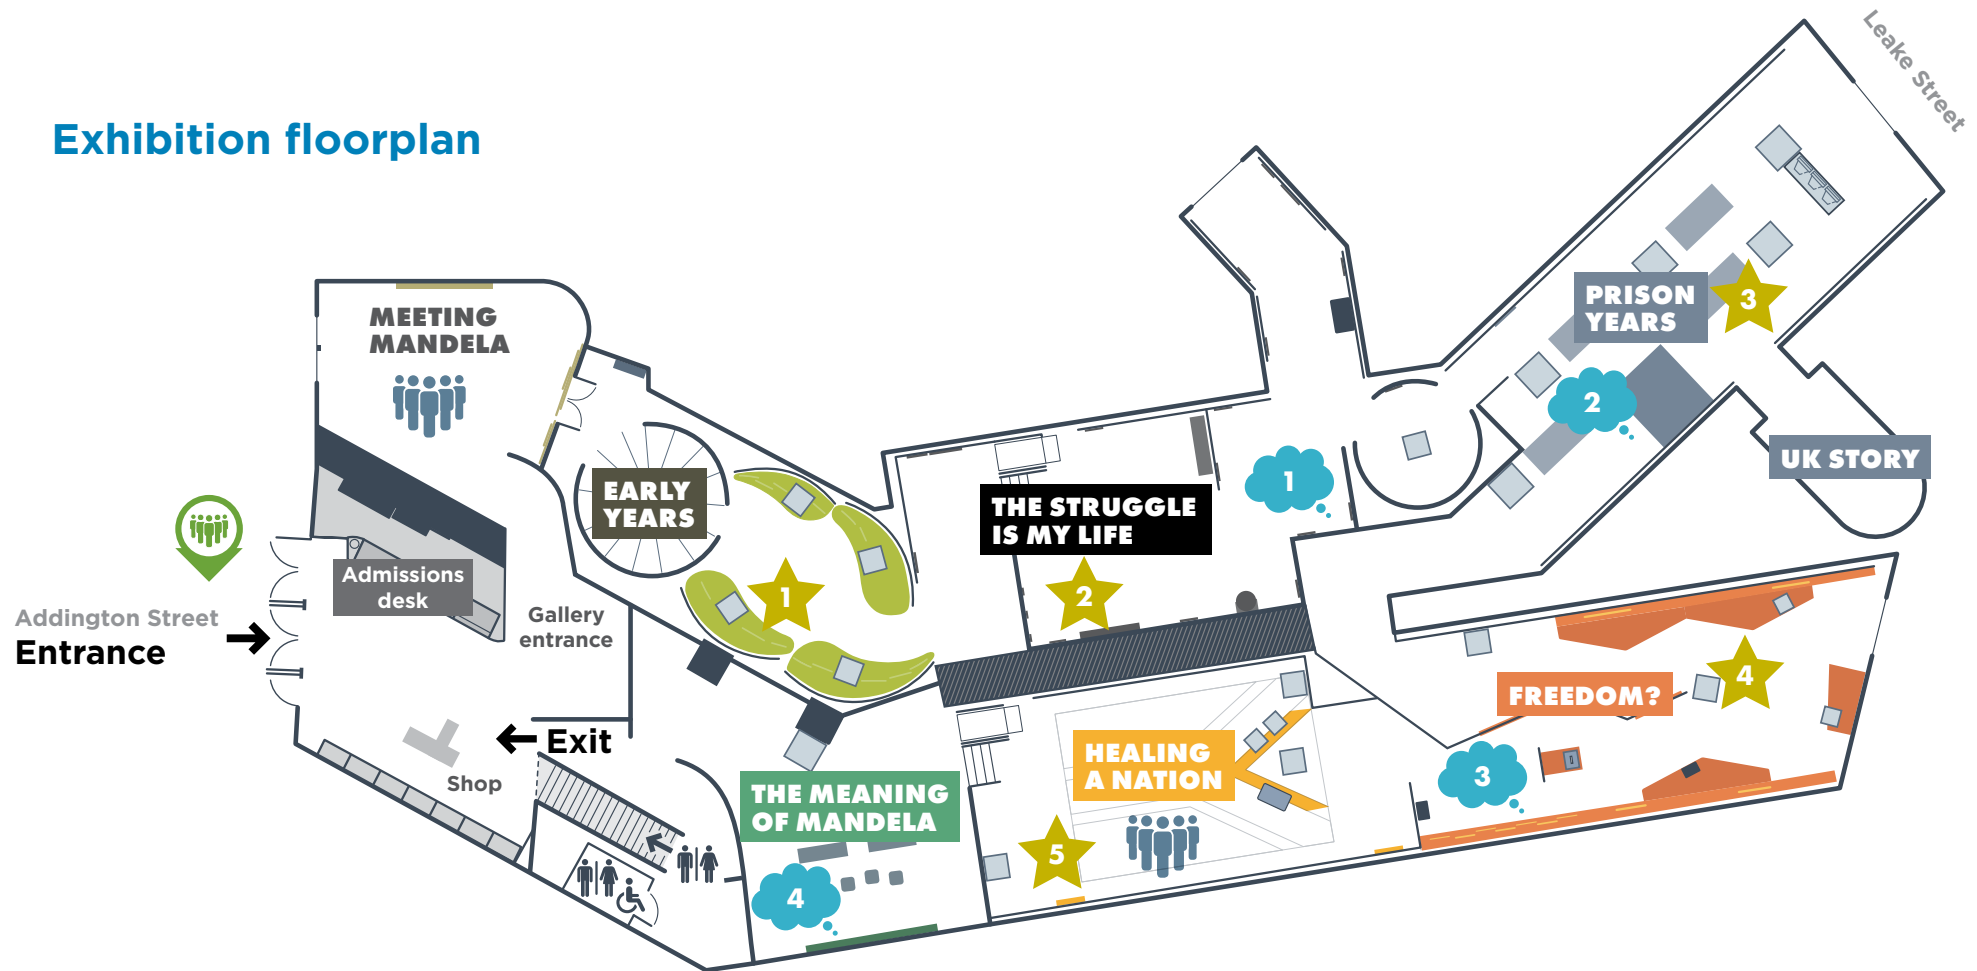 Exhibition floorplan
Leake Street
MEETING
MANDELA
PRISON
YEARS
3
2
UK STORY
EARLY
YEARS
1
THE STRUGGLE
IS MY LIFE
1
2
Admissions
desk
Gallery
entrance
Addington Street
Entrance
Exit
Shop
THE MEANING
OF MANDELA
4
HEALING
A NATION
5
FREEDOM?
4
3